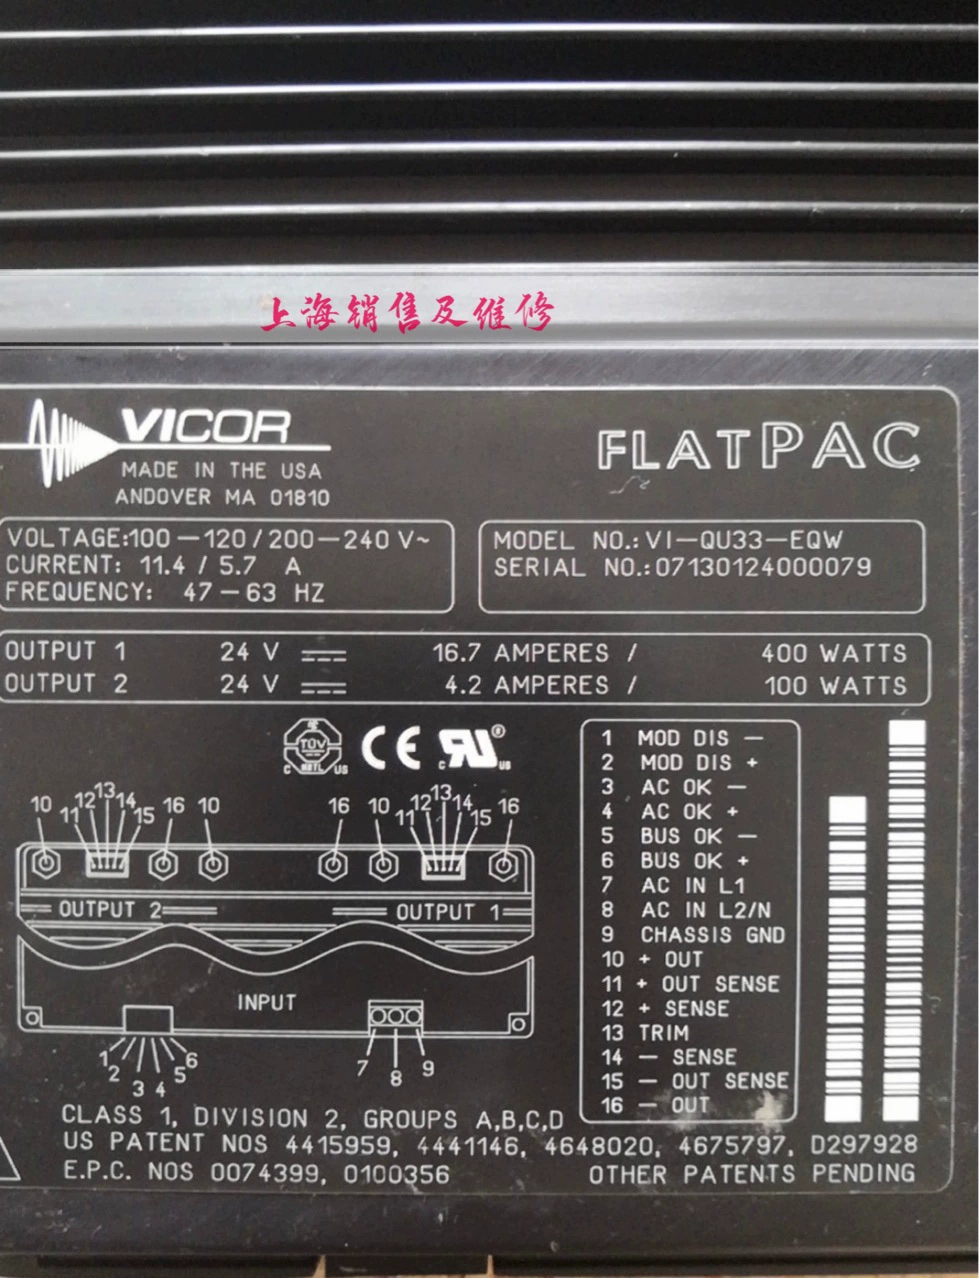 上海销售及维修
VICOR
MADE IN THE USA
ANDOVER MA 01810
FLATPAC
VOLTAGE:100-120/200-240 V~
CURRENT: 11.4 / 5.7 A
FREQUENCY: 47-63 HZ
MODEL NO.: VI-QU33-EQW
SERIAL NO.: 07130124000079
OUTPUT 1 24 V 16.7 AMPERES / 400 WATTS
OUTPUT 2 24 V 4.2 AMPERES / 100 WATTS
TÜV
C NRTL US
CE
C RU ® US
1 MOD DIS -
2 MOD DIS +
3 AC OK -
4 AC OK +
5 BUS OK -
6 BUS OK +
7 AC IN L1
8 AC IN L2/N
9 CHASSIS GND
10 + OUT
11 + OUT SENSE
12 + SENSE
13 TRIM
14 - SENSE
15 - OUT SENSE
16 - OUT
10 11 12 13 14 15 16 10 16 10 11 12 13 14 15 16
OUTPUT 2 OUTPUT 1
INPUT
1 2 3 4 5 6 7 8 9
CLASS 1, DIVISION 2, GROUPS A,B,C,D
US PATENT NOS 4415959, 4441146, 4648020, 4675797, D297928
E.P.C. NOS 0074399, 0100356 OTHER PATENTS PENDING